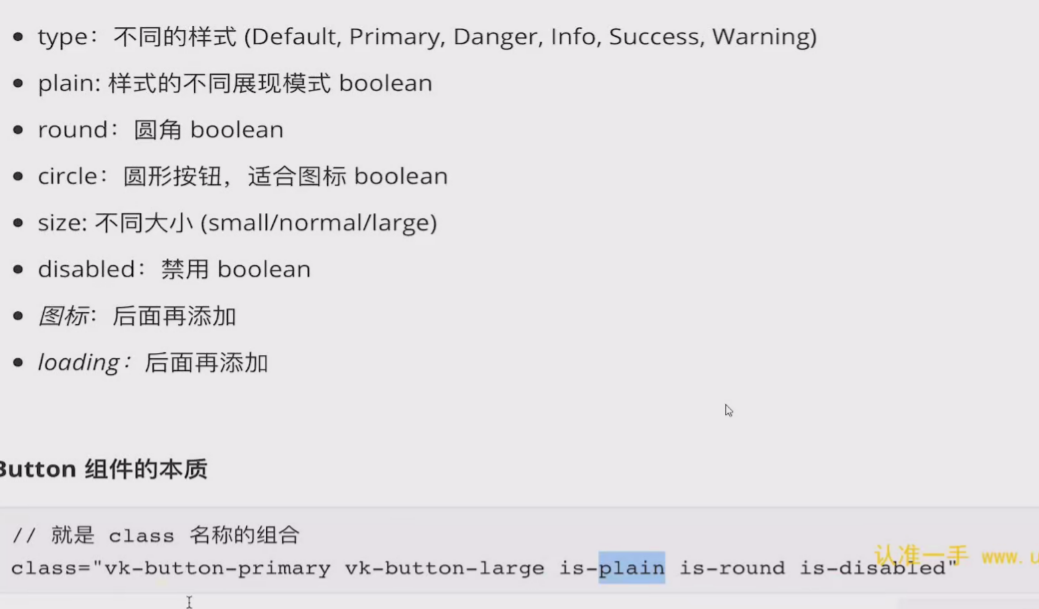 type： 不同的样式 (Default, Primary, Danger, Info, Success, Warning)
plain: 样式的不同展现模式 boolean
round： 圆角 boolean
circle： 圆形按钮，适合图标 boolean
size: 不同大小 (small/normal/large)
disabled： 禁用 boolean
图标： 后面再添加
loading： 后面再添加
Button 组件的本质
// 就是 class 名称的组合
class="vk-button-primary vk-button-large is-plain is-round is-disabled"
认准一手 www.u